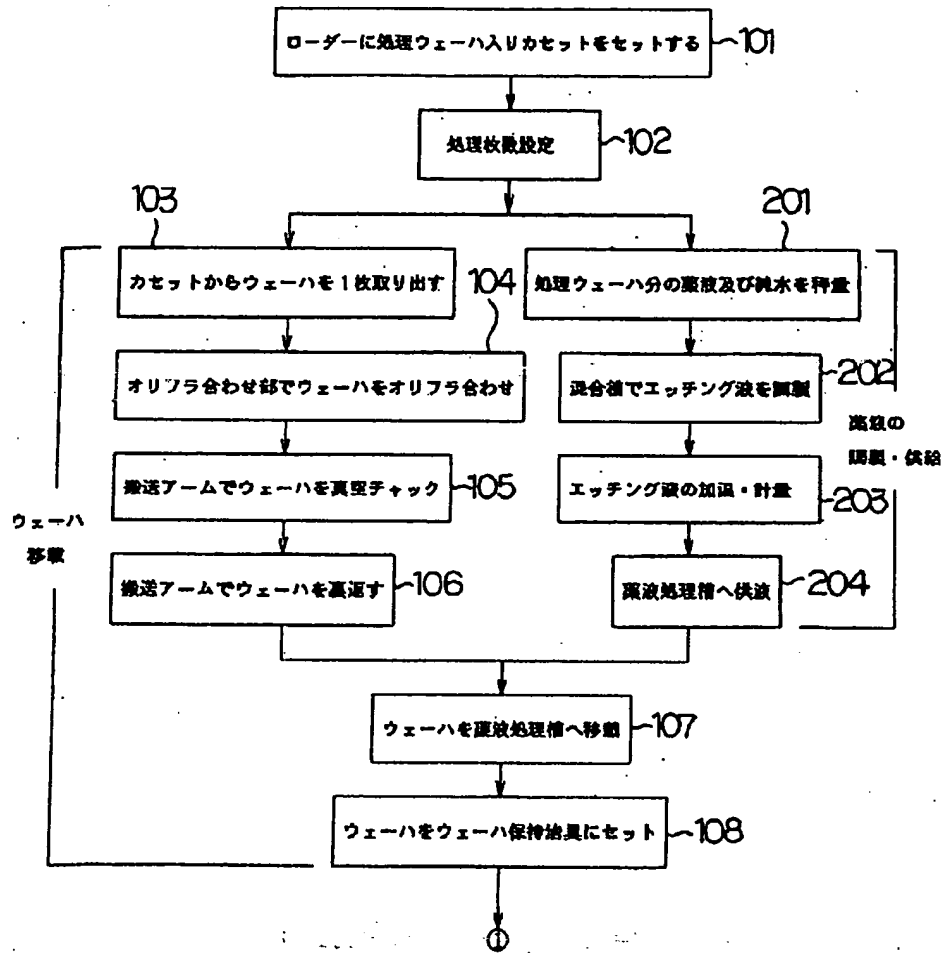 ローダーに処理ウェーハ入りカセットをセットする
101
処理枚数設定
102
103
カセットからウェーハを1枚取り出す
104
オリフラ合わせ部でウェーハをオリフラ合わせ
搬送アームでウェーハを真空チャック
105
搬送アームでウェーハを裏返す
106
ウェーハ
移載
201
処理ウェーハ分の薬液及び純水を秤量
混合槽でエッチング液を調製
202
エッチング液の加温・計量
203
薬液処理槽へ供液
204
薬液の
調製・供給
ウェーハを薬液処理槽へ移載
107
ウェーハをウェーハ保持治具にセット
108
①